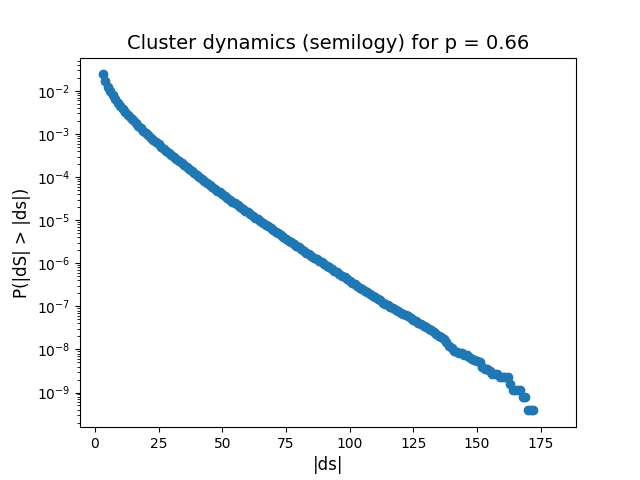 Cluster dynamics (semilogy) for p = 0.66
P(|dS| > |ds|)
10⁻²
10⁻³
10⁻⁴
10⁻⁵
10⁻⁶
10⁻⁷
10⁻⁸
10⁻⁹
0 25 50 75 100 125 150 175
|ds|